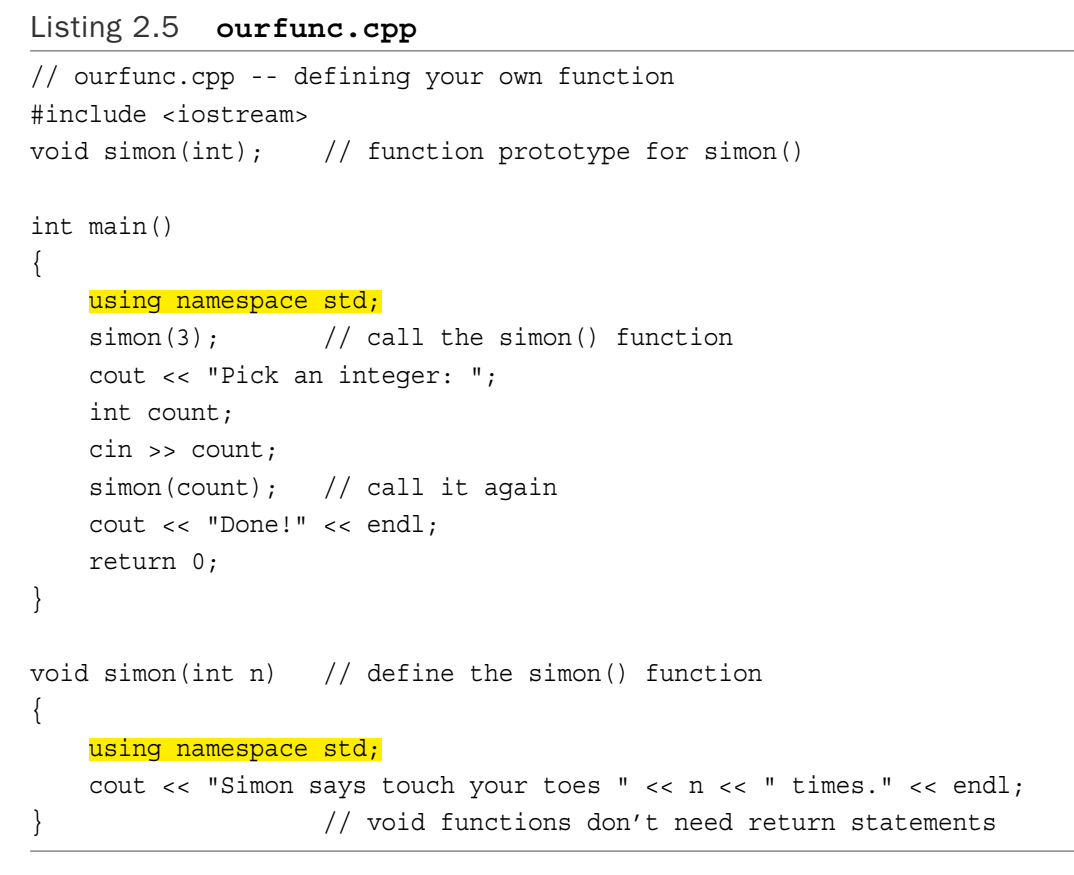 Listing 2.5 ourfunc.cpp
// ourfunc.cpp -- defining your own function
#include <iostream>
void simon(int);    // function prototype for simon()
int main()
{
    using namespace std;
    simon(3);       // call the simon() function
    cout << "Pick an integer: ";
    int count;
    cin >> count;
    simon(count);   // call it again
    cout << "Done!" << endl;
    return 0;
}
void simon(int n)   // define the simon() function
{
    using namespace std;
    cout << "Simon says touch your toes " << n << " times." << endl;
}                   // void functions don’t need return statements